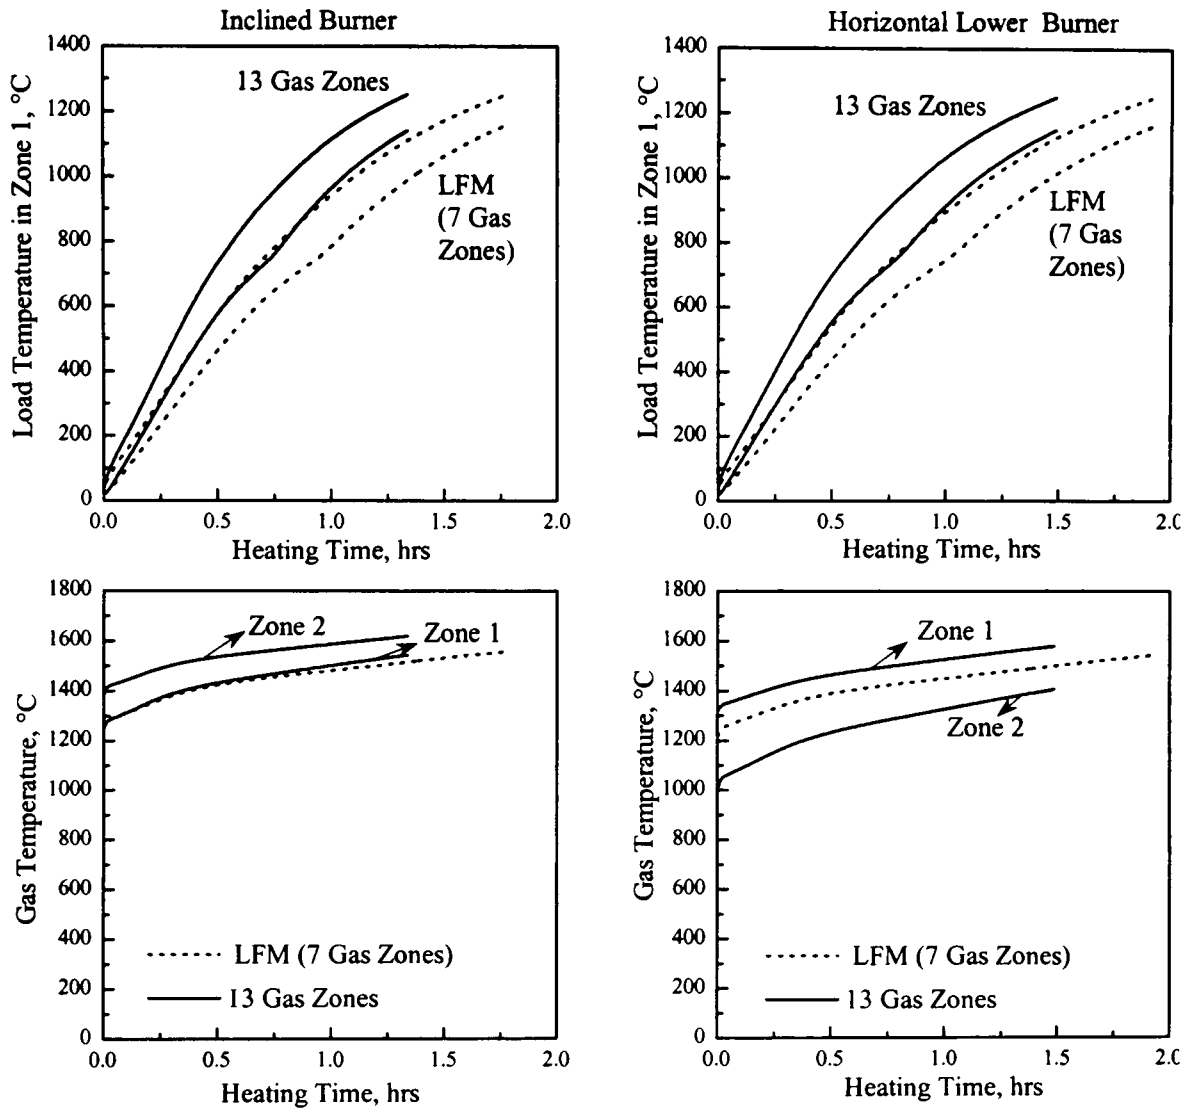 Inclined Burner
1400
1200
1000
800
600
400
200
0
Load Temperature in Zone 1, °C
13 Gas Zones
LFM
(7 Gas
Zones)
0.0 0.5 1.0 1.5 2.0
Heating Time, hrs
Horizontal Lower Burner
1400
1200
1000
800
600
400
200
0
Load Temperature in Zone 1, °C
13 Gas Zones
LFM
(7 Gas
Zones)
0.0 0.5 1.0 1.5 2.0
Heating Time, hrs
1800
1600
1400
1200
1000
800
600
400
200
0
Gas Temperature, °C
Zone 2
Zone 1
LFM (7 Gas Zones)
13 Gas Zones
0.0 0.5 1.0 1.5 2.0
Heating Time, hrs
1800
1600
1400
1200
1000
800
600
400
200
0
Gas Temperature, °C
Zone 1
Zone 2
LFM (7 Gas Zones)
13 Gas Zones
0.0 0.5 1.0 1.5 2.0
Heating Time, hrs